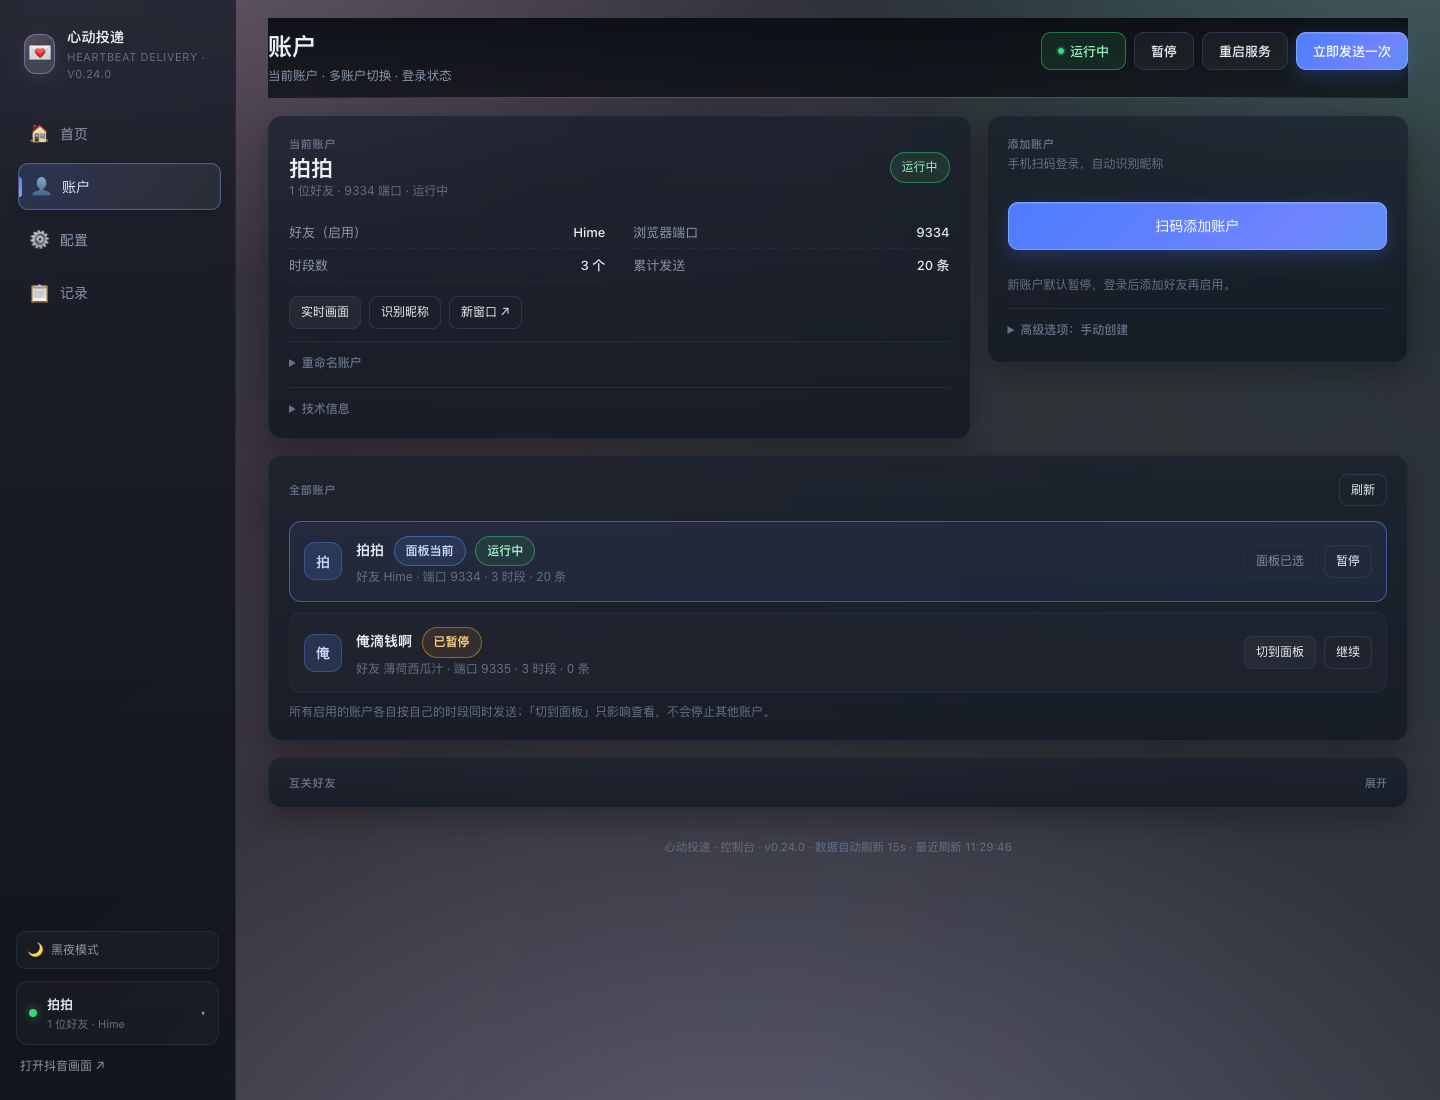 心动投递
HEARTBEAT DELIVERY ·
V0.24.0
首页
账户
配置
记录
黑夜模式
拍拍
1 位好友 · Hime
打开抖音画面 ↗
账户
当前账户 · 多账户切换 · 登录状态
运行中
暂停
重启服务
立即发送一次
当前账户
拍拍
1 位好友 · 9334 端口 · 运行中
运行中
好友（启用） Hime
浏览器端口 9334
时段数 3 个
累计发送 20 条
实时画面
识别昵称
新窗口 ↗
重命名账户
技术信息
添加账户
手机扫码登录，自动识别昵称
扫码添加账户
新账户默认暂停，登录后添加好友再启用。
高级选项：手动创建
全部账户
刷新
拍
拍拍 面板当前 运行中
好友 Hime · 端口 9334 · 3 时段 · 20 条
面板已选
暂停
俺
俺滴钱啊 已暂停
好友 薄荷西瓜汁 · 端口 9335 · 3 时段 · 0 条
切到面板
继续
所有启用的账户各自按自己的时段同时发送；「切到面板」只影响查看，不会停止其他账户。
互关好友
展开
心动投递 · 控制台 · v0.24.0 · 数据自动刷新 15s · 最近刷新 11:29:46